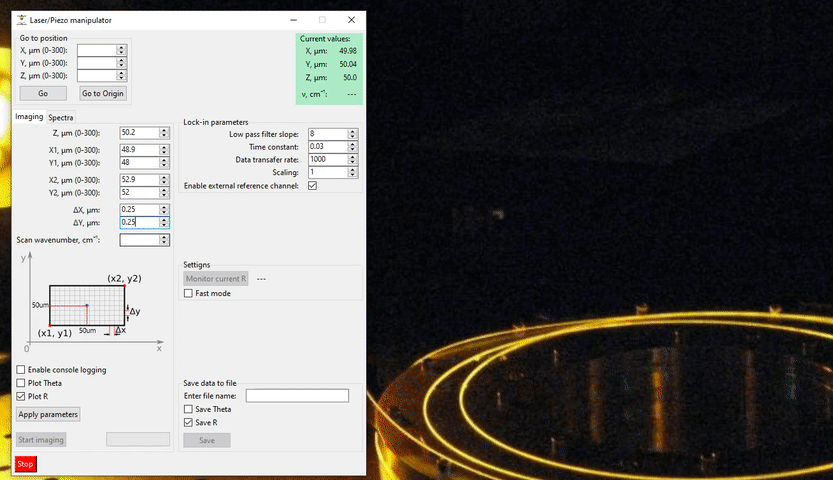 Laser/Piezo manipulator
Go to position
X, µm (0-300):
Y, µm (0-300):
Z, µm (0-300):
Go
Go to Origin
Current values:
X, µm: 49.98
Y, µm: 50.04
Z, µm: 50.0
ν, cm⁻¹: ---
Imaging
Spectra
Z, µm (0-300): 50.2
X1, µm (0-300): 48.9
Y1, µm (0-300): 48
X2, µm (0-300): 52.9
Y2, µm (0-300): 52
ΔX, µm: 0.25
ΔY, µm: 0.25
Scan wavenumber, cm⁻¹:
y
(x2, y2)
50um
Δy
(x1, y1)
50um
Δx
0
x
Enable console logging
Plot Theta
Plot R
Apply parameters
Start imaging
Stop
Lock-in parameters
Low pass filter slope: 8
Time constant: 0.03
Data transfer rate: 1000
Scaling: 1
Enable external reference channel:
Settigns
Monitor current R
---
Fast mode
Save data to file
Enter file name:
Save Theta
Save R
Save